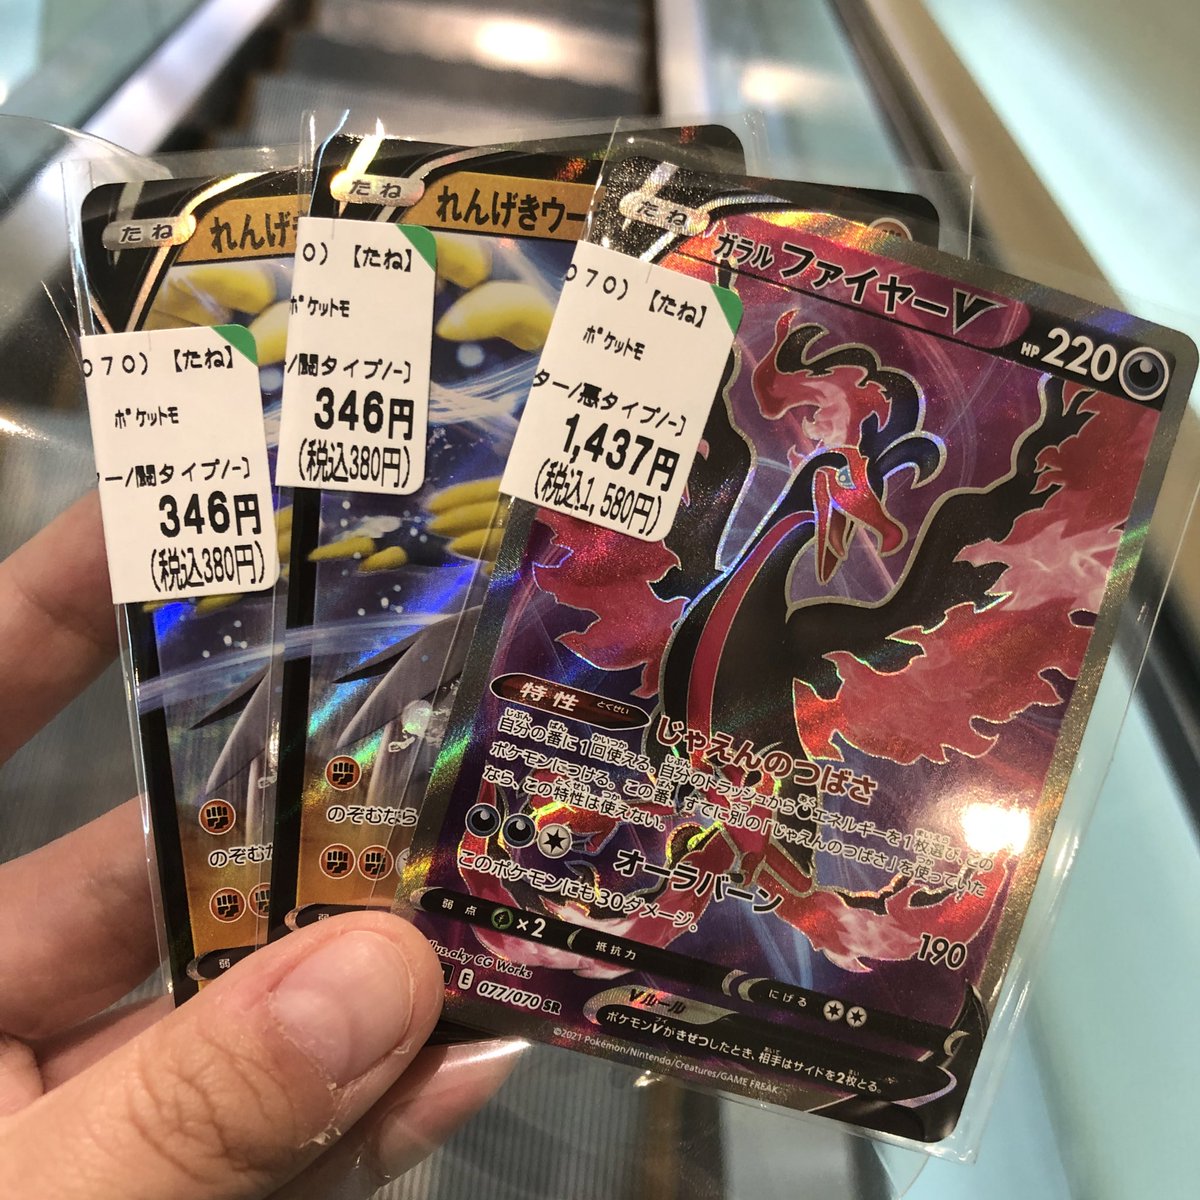 たね
れんげき
０７０）【たね】
ﾎﾟｹｯﾄﾓ
ー/闘タイプ/-〕
346円
(税込380円)
のぞむ
弱
たね
れんげきウー
０）【たね】
ﾎﾟｹｯﾄﾓ
ー/闘タイプ/-〕
346円
(税込380円)
のぞむなら
弱
たね
ガラル ファイヤーV
HP 220
０７０）【たね】
ﾎﾟｹｯﾄﾓ
ター/悪タイプ/-〕
1,437円
(税込1,580円)
特性 とくせい
じゃえんのつばさ
自分の番に1回使える。自分のトラッシュからエネルギーを1枚選び、この
ポケモンにつける。この番、すでに別の「じゃえんのつばさ」を使っていた
なら、この特性は使えない。
オーラバーン 190
このポケモンにも30ダメージ。
弱点 ×2 抵抗力 にげる
Illus.aky CG Works
E 077/070 SR
Vルール
ポケモンVがきぜつしたとき、相手はサイドを2枚とる。
©2021 Pokémon/Nintendo/Creatures/GAME FREAK